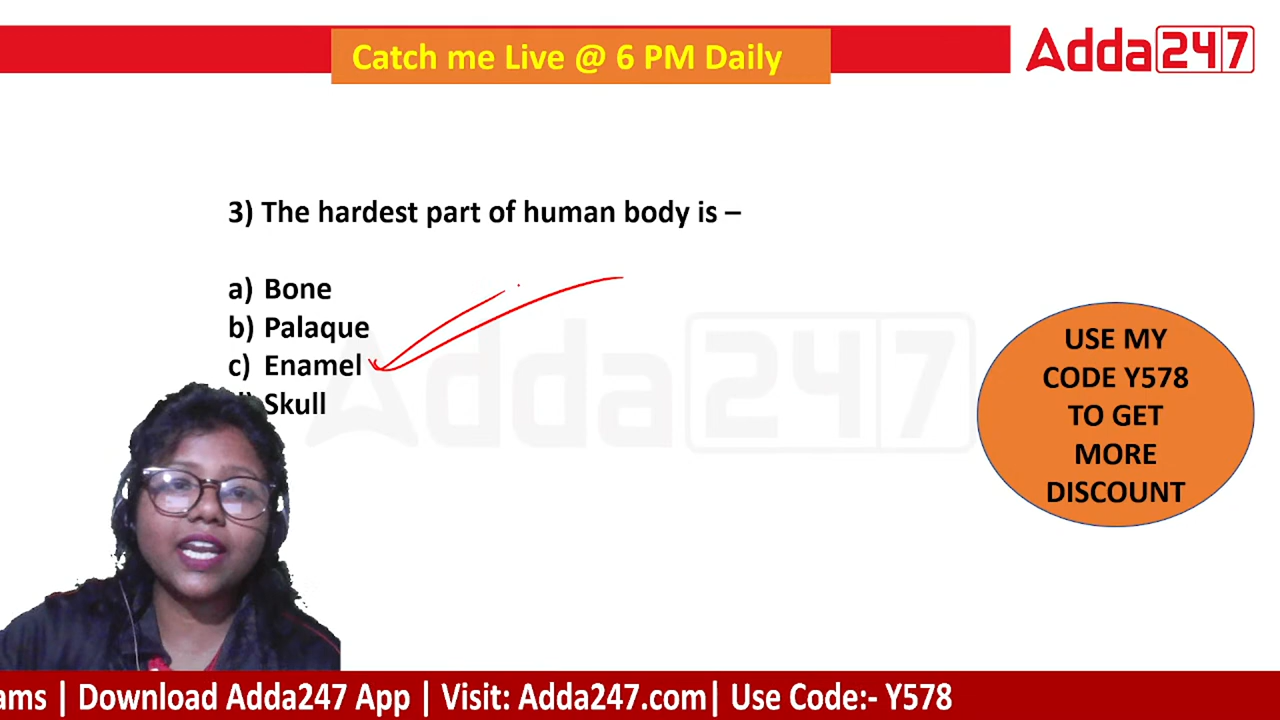 Catch me Live @ 6 PM Daily
Adda247
3) The hardest part of human body is –
a) Bone
b) Palaque
c) Enamel
Skull
Adda247
USE MY
CODE Y578
TO GET
MORE
DISCOUNT
ams | Download Adda247 App | Visit: Adda247.com| Use Code:- Y578